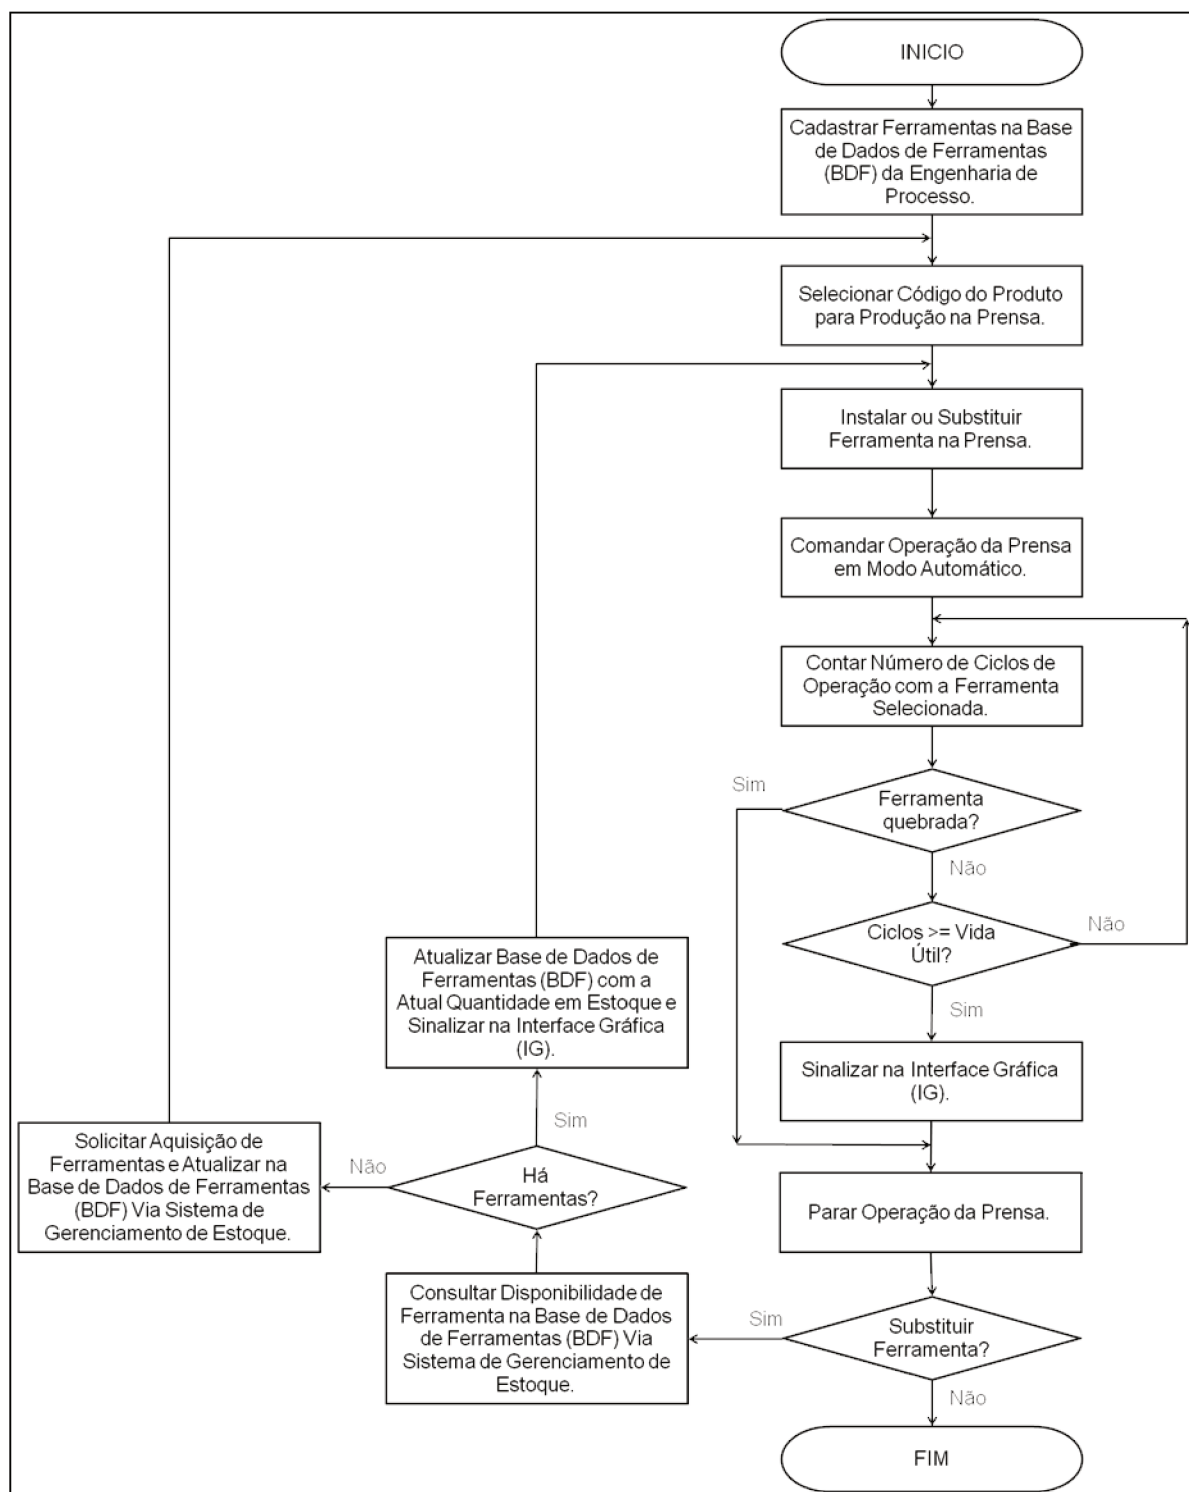 INICIO
Cadastrar Ferramentas na Base
de Dados de Ferramentas
(BDF) da Engenharia de
Processo.
Selecionar Código do Produto
para Produção na Prensa.
Instalar ou Substituir
Ferramenta na Prensa.
Comandar Operação da Prensa
em Modo Automático.
Contar Número de Ciclos de
Operação com a Ferramenta
Selecionada.
Sim
Ferramenta
quebrada?
Não
Ciclos >= Vida
Útil?
Não
Sim
Sinalizar na Interface Gráfica
(IG).
Parar Operação da Prensa.
Substituir
Ferramenta?
Sim
Não
FIM
Consultar Disponibilidade de
Ferramenta na Base de Dados
de Ferramentas (BDF) Via
Sistema de Gerenciamento de
Estoque.
Há
Ferramentas?
Sim
Não
Atualizar Base de Dados de
Ferramentas (BDF) com a
Atual Quantidade em Estoque e
Sinalizar na Interface Gráfica
(IG).
Solicitar Aquisição de
Ferramentas e Atualizar na
Base de Dados de Ferramentas
(BDF) Via Sistema de
Gerenciamento de Estoque.